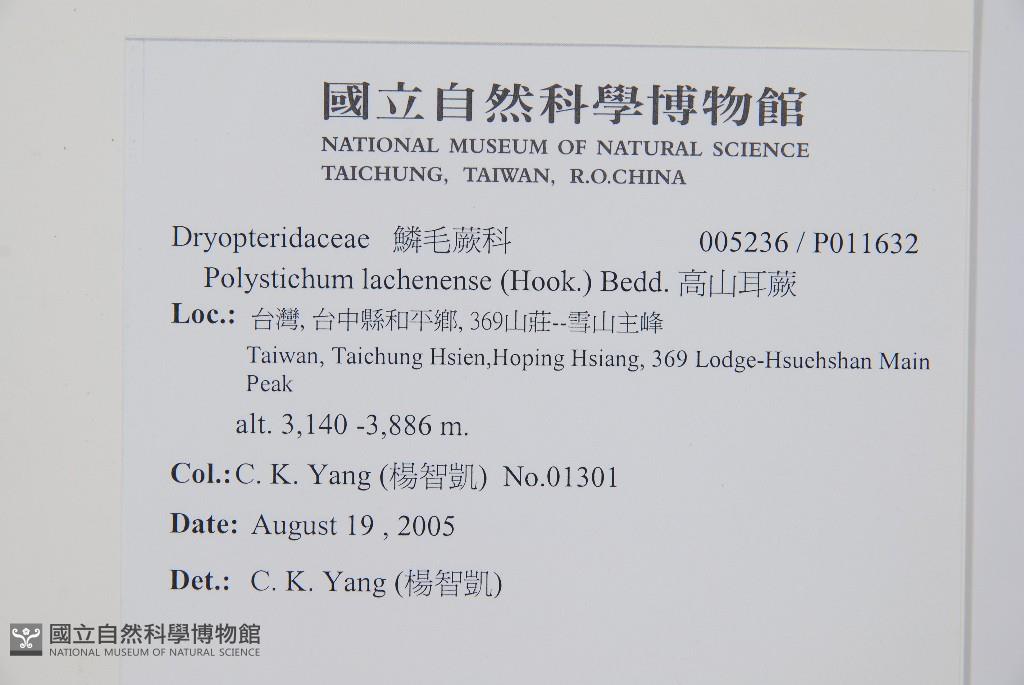 國立自然科學博物館
NATIONAL MUSEUM OF NATURAL SCIENCE
TAICHUNG, TAIWAN, R.O.CHINA
Dryopteridaceae 鱗毛蕨科 005236 / P011632
Polystichum lachenense (Hook.) Bedd. 高山耳蕨
Loc.: 台灣, 台中縣和平鄉, 369山莊--雪山主峰
Taiwan, Taichung Hsien,Hoping Hsiang, 369 Lodge-Hsuehshan Main
Peak
alt. 3,140 -3,886 m.
Col.: C. K. Yang (楊智凱) No.01301
Date: August 19 , 2005
Det.: C. K. Yang (楊智凱)
國立自然科學博物館
NATIONAL MUSEUM OF NATURAL SCIENCE